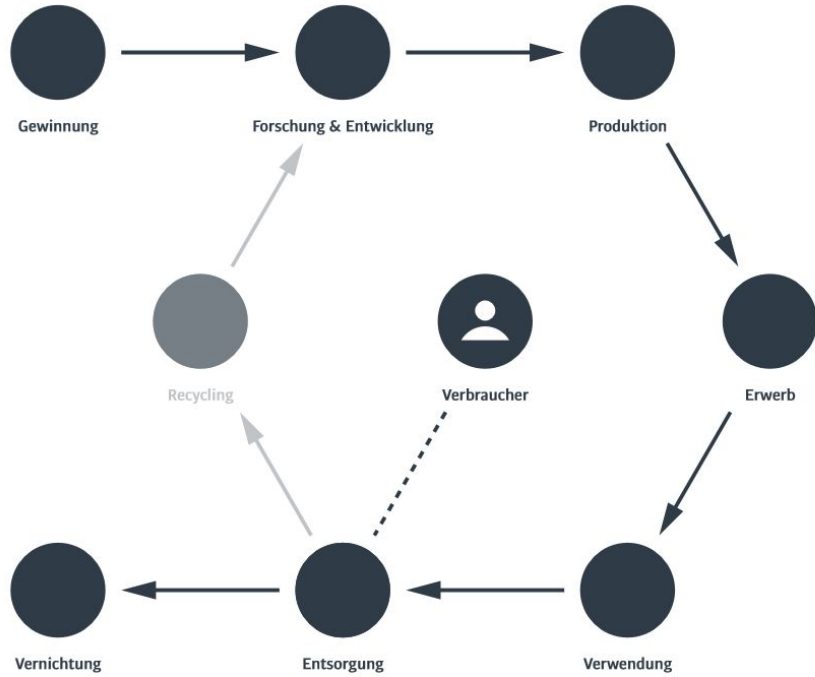 Gewinnung
Forschung & Entwicklung
Produktion
Recycling
Verbraucher
Erwerb
Vernichtung
Entsorgung
Verwendung